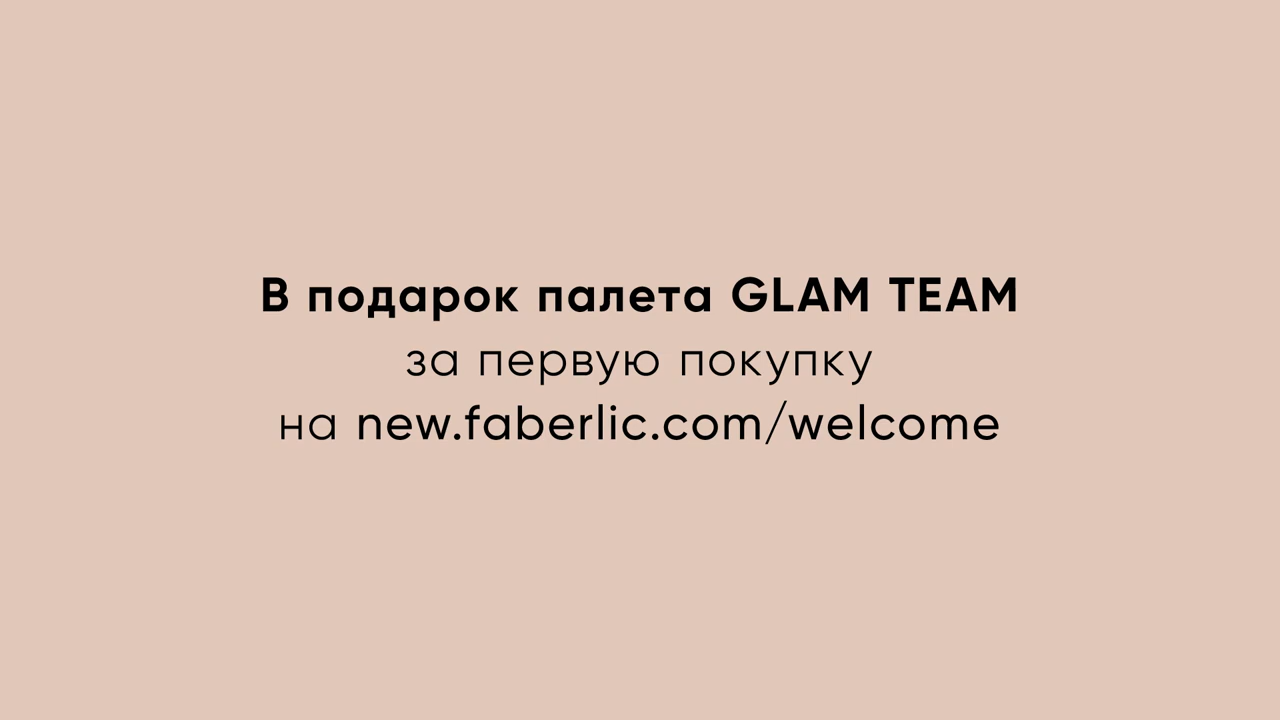 В подарок палета GLAM TEAM
за первую покупку
на new.faberlic.com/welcome